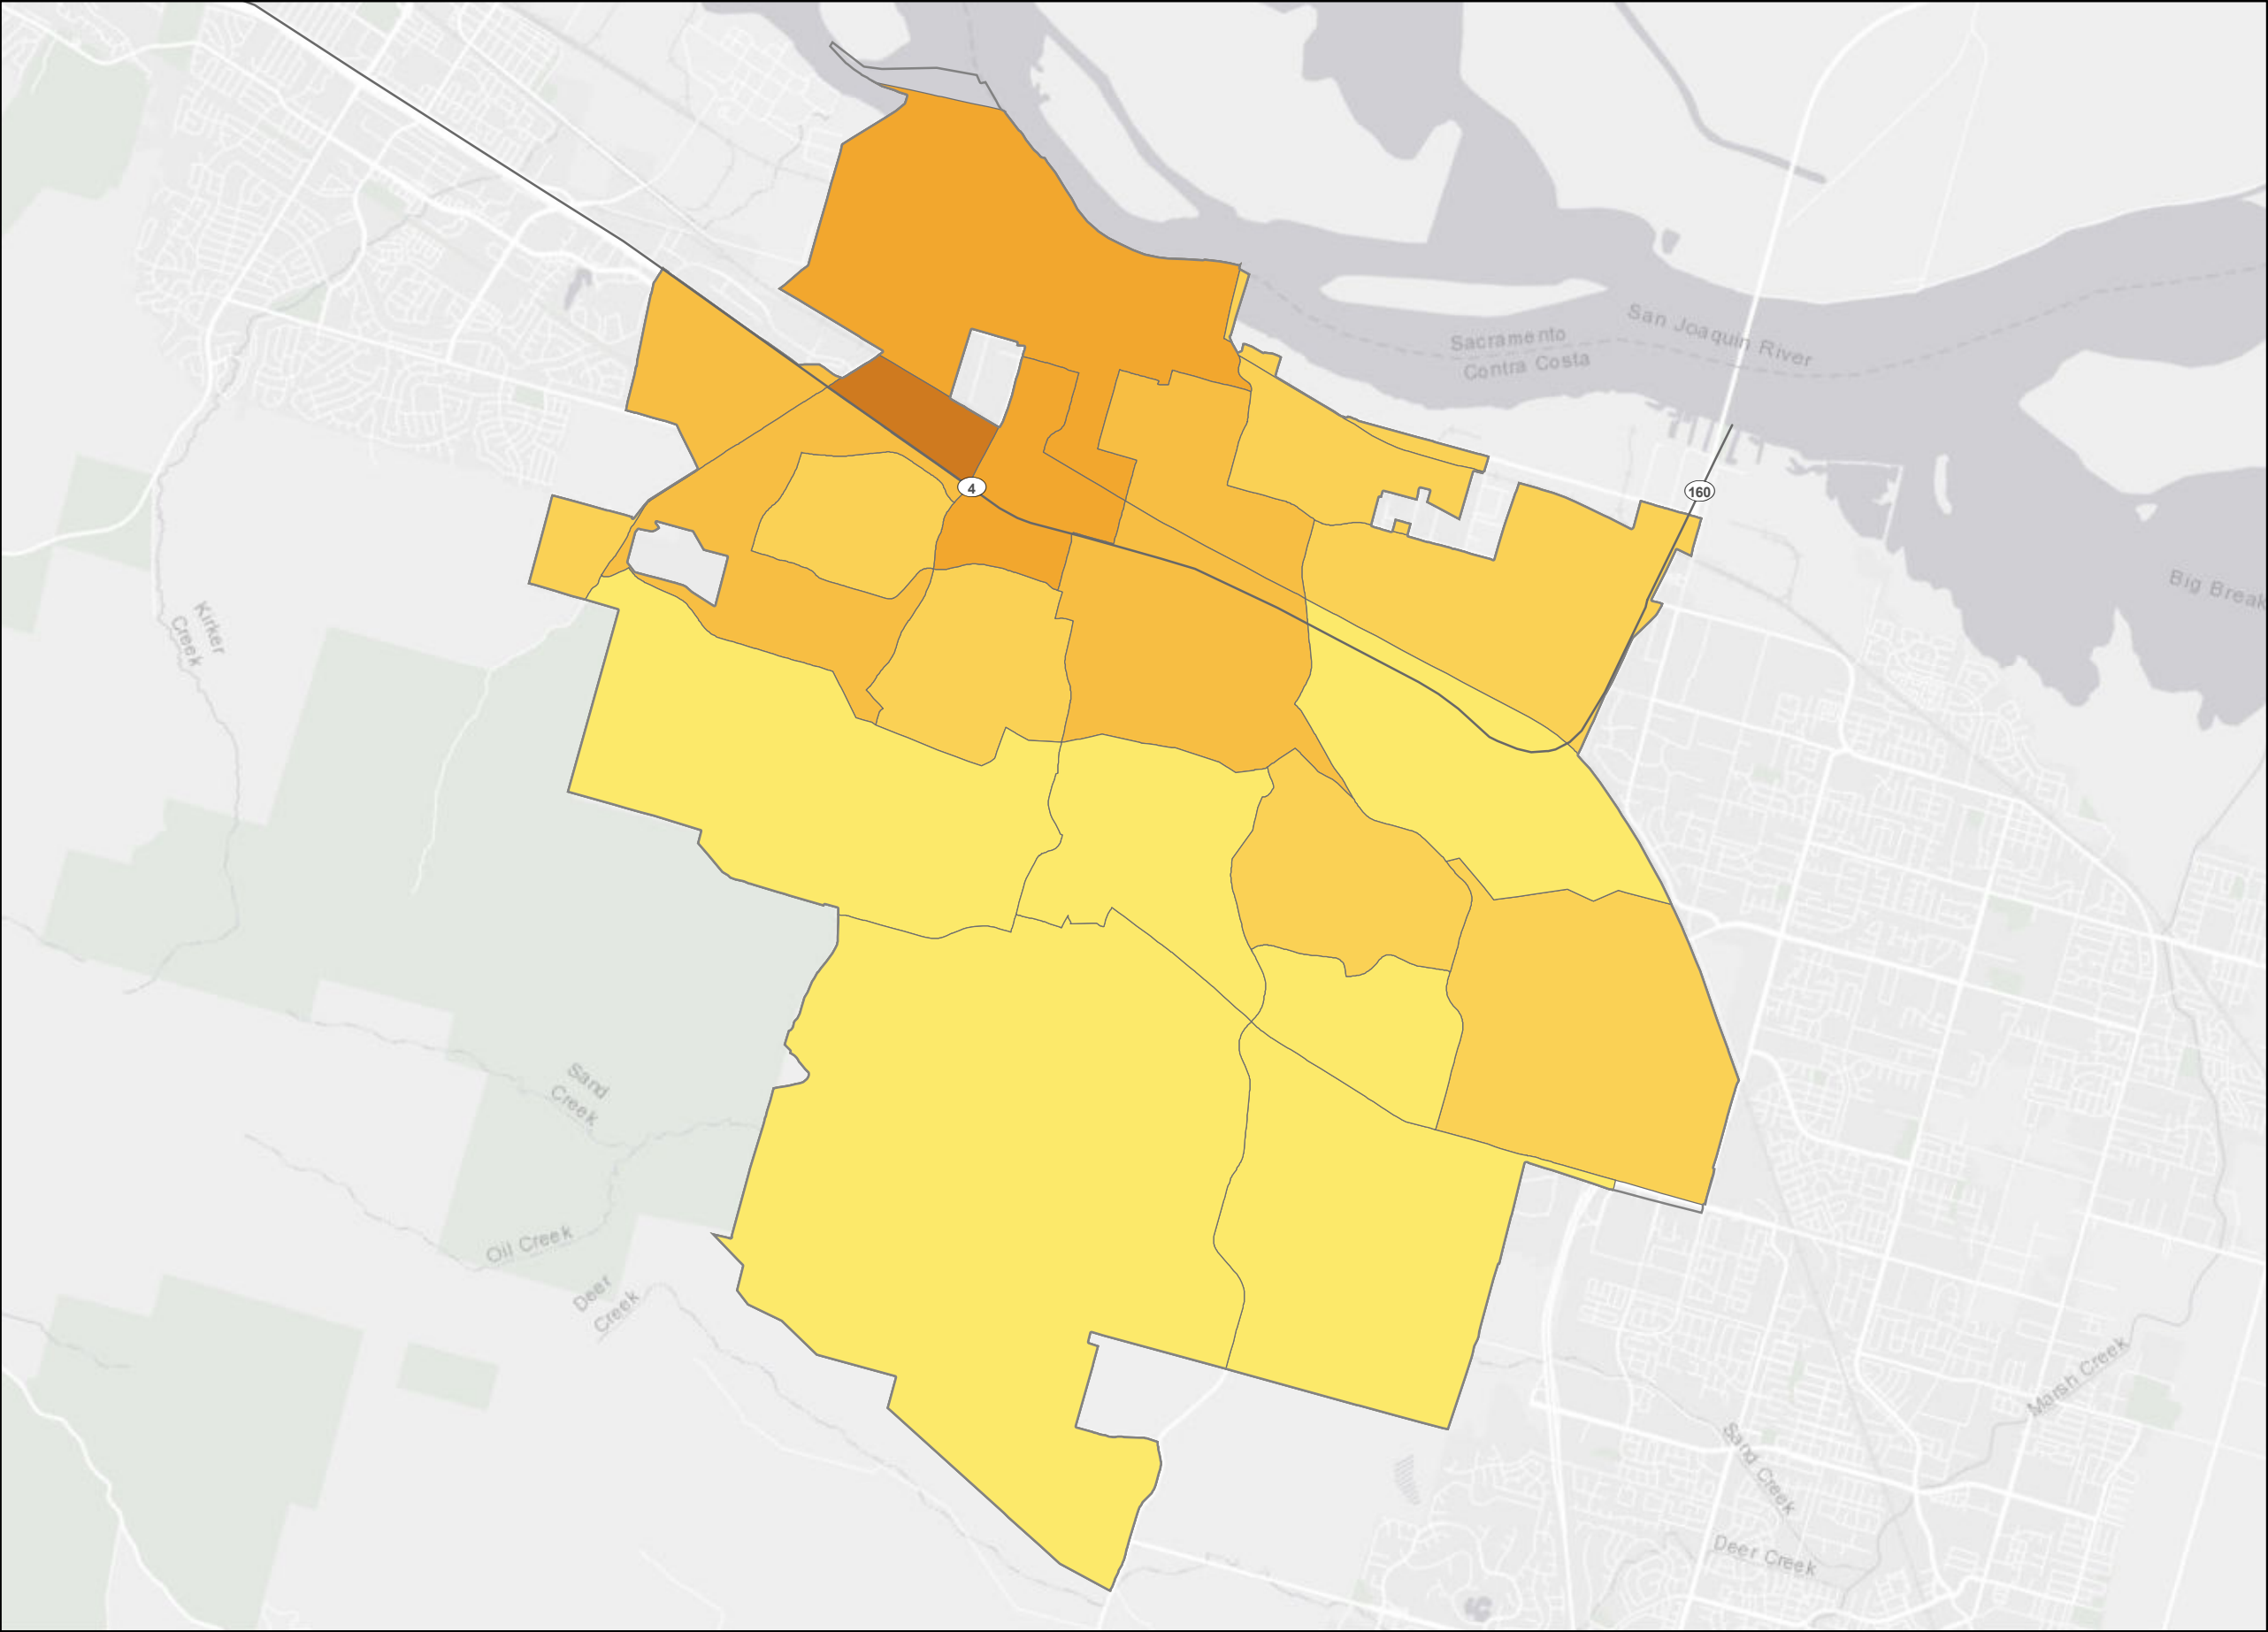 San Joaquin River
Sacramento
Contra Costa
4
160
Big Break
Kirker
Creek
Sand
Creek
Oil Creek
Deer
Creek
Marsh Creek
Sand Creek
Deer Creek